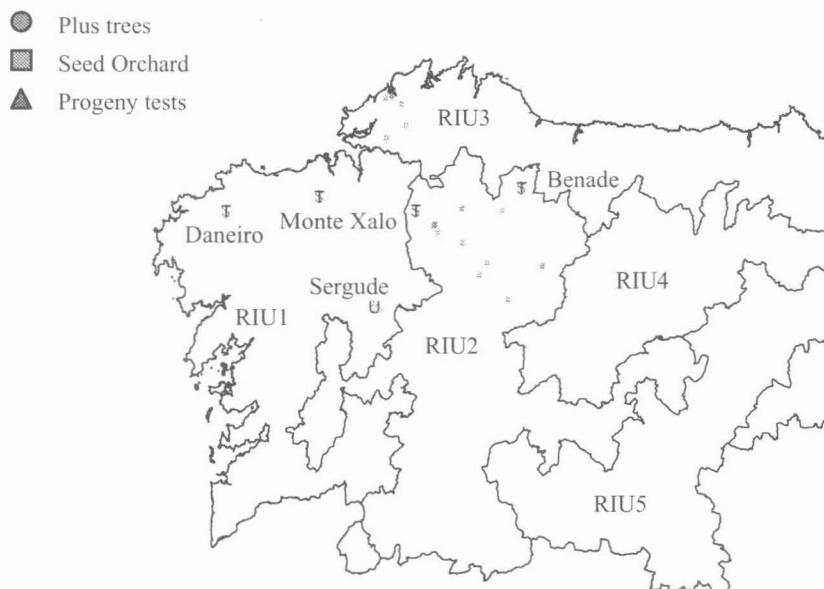 Plus trees
Seed Orchard
Progeny tests
RIU3
Benade
Daneiro
Monte Xalo
Sergude
RIU4
RIU1
RIU2
RIU5